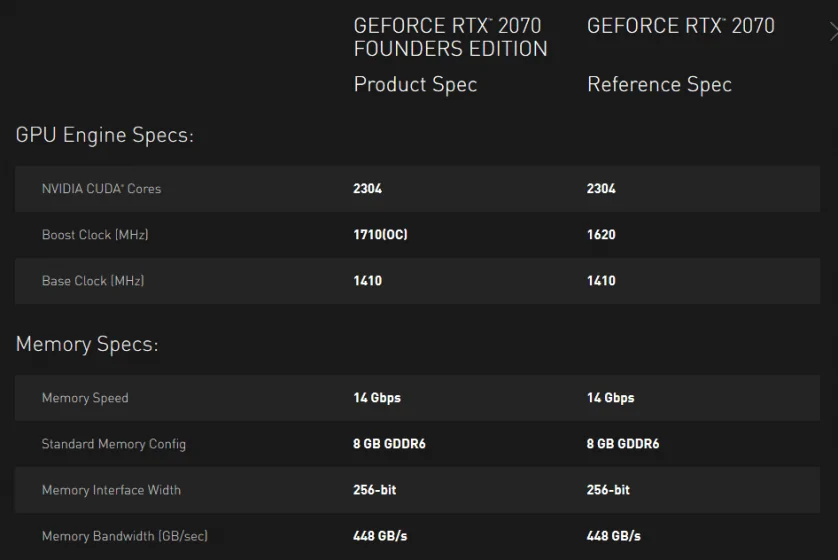 GEFORCE RTX™ 2070 FOUNDERS EDITION
GEFORCE RTX™ 2070
Product Spec
Reference Spec
GPU Engine Specs:
NVIDIA CUDA® Cores 2304 2304
Boost Clock (MHz) 1710(OC) 1620
Base Clock (MHz) 1410 1410
Memory Specs:
Memory Speed 14 Gbps 14 Gbps
Standard Memory Config 8 GB GDDR6 8 GB GDDR6
Memory Interface Width 256-bit 256-bit
Memory Bandwidth (GB/sec) 448 GB/s 448 GB/s